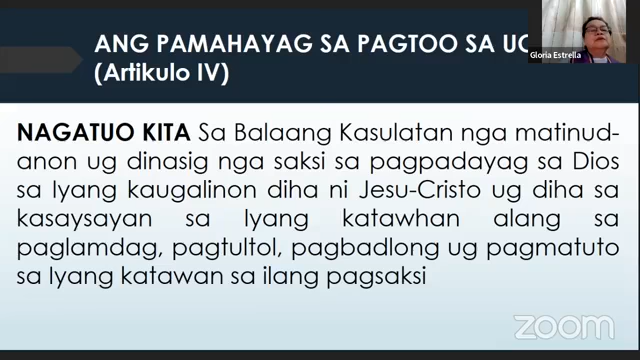 ANG PAMAHAYAG SA PAGTOO SA
(Artikulo IV)
Gloria Estrella
NAGATUO KITA Sa Balaang Kasulatan nga matinud-
anon ug dinasig nga saksi sa pagpadayag sa Dios
sa Iyang kaugalinon diha ni Jesu-Cristo ug diha sa
kasaysayan sa Iyang katawhan alang sa
paglamdag, pagtultol, pagbadlong ug pagmatuto
sa Iyang katawan sa ilang pagsaksi
zoom